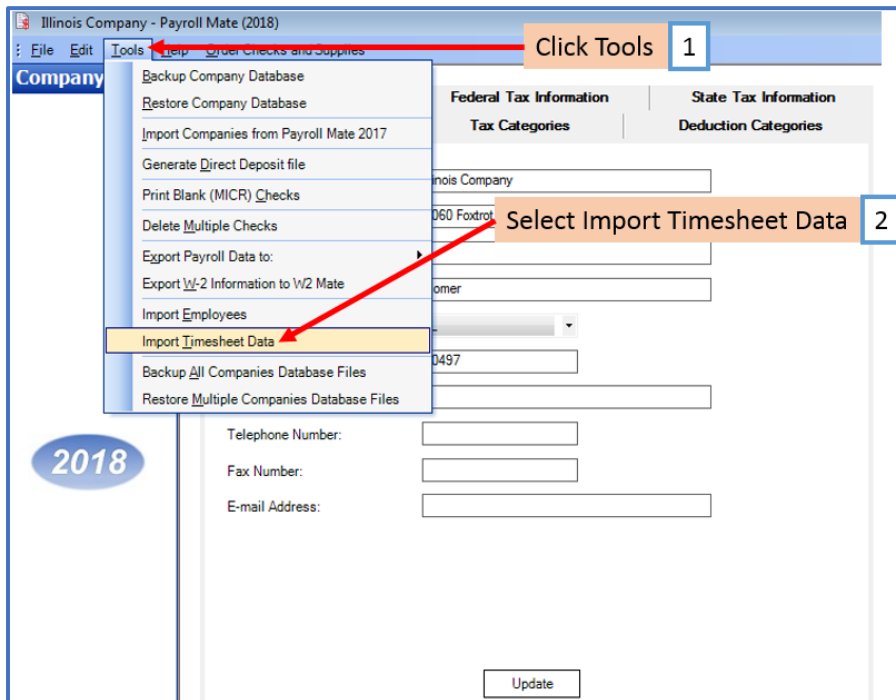 Illinois Company - Payroll Mate (2018)
File Edit Tools Help Order Checks and Supplies
Click Tools 1
Company
Backup Company Database
Restore Company Database
Import Companies from Payroll Mate 2017
Generate Direct Deposit file
Print Blank (MICR) Checks
Delete Multiple Checks
Export Payroll Data to:
Export W-2 Information to W2 Mate
Import Employees
Import Timesheet Data
Backup All Companies Database Files
Restore Multiple Companies Database Files
Federal Tax Information State Tax Information
Tax Categories Deduction Categories
inois Company
060 Foxtrot
Select Import Timesheet Data 2
omer
0497
Telephone Number:
Fax Number:
E-mail Address:
2018
Update